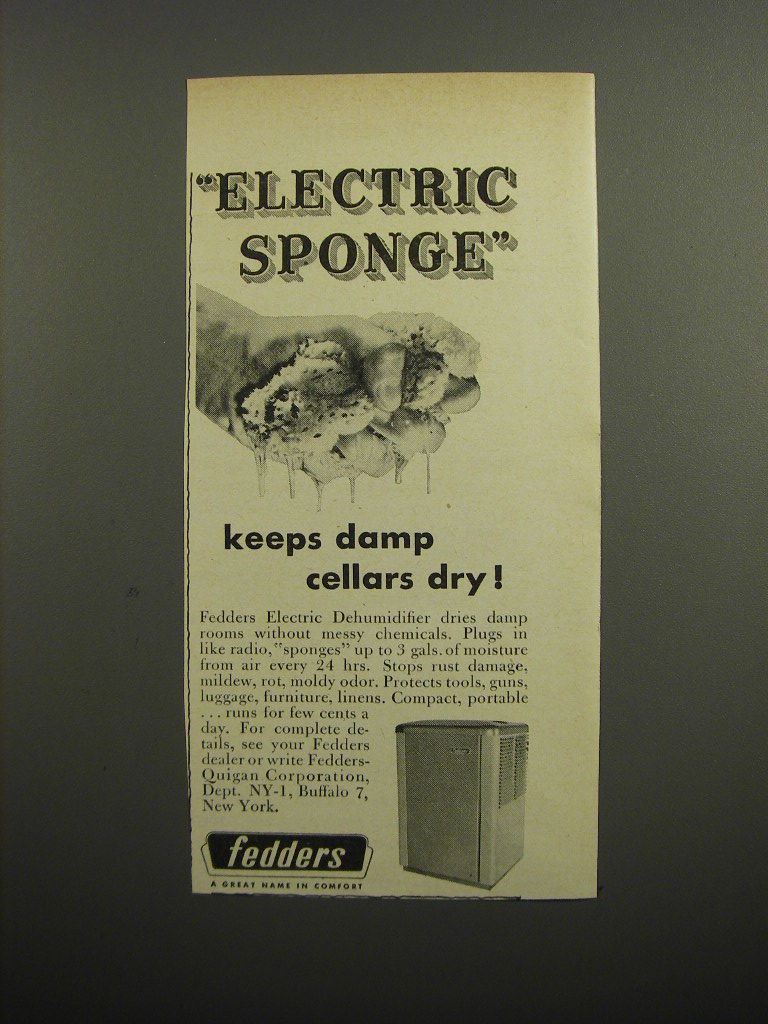 “ELECTRIC
SPONGE”
keeps damp
cellars dry!
Fedders Electric Dehumidifier dries damp
rooms without messy chemicals. Plugs in
like radio, “sponges” up to 3 gals. of moisture
from air every 24 hrs. Stops rust damage,
mildew, rot, moldy odor. Protects tools, guns,
luggage, furniture, linens. Compact, portable
... runs for few cents a
day. For complete de-
tails, see your Fedders
dealer or write Fedders-
Quigan Corporation,
Dept. NY-1, Buffalo 7,
New York.
fedders
A GREAT NAME IN COMFORT